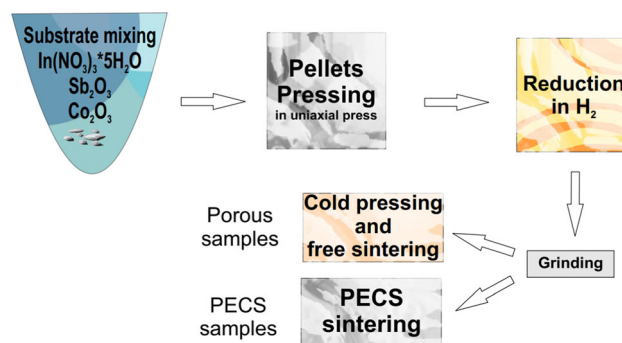 Substrate mixing
In(NO₃)₃*5H₂O
Sb₂O₃
Co₂O₃
Pellets
Pressing
in uniaxial press
Reduction
in H₂
Grinding
Porous
samples
Cold pressing
and
free sintering
PECS
samples
PECS
sintering